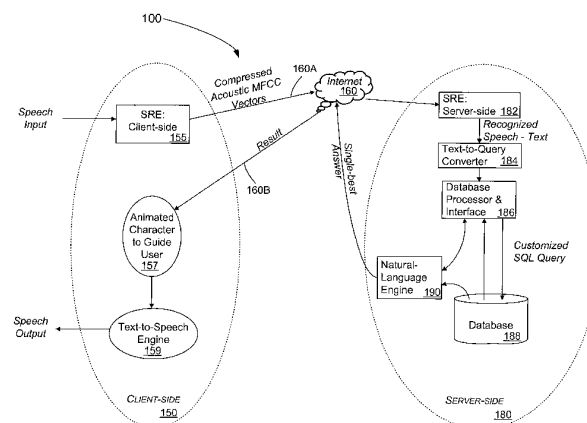 100
160A
Compressed
Acoustic MFCC
Vectors
Internet
160
Speech
Input
SRE:
Client-side
155
SRE:
Server-side 182
Recognized
Speech - Text
Text-to-Query
Converter 184
Result
160B
Single-best
Answer
Database
Processor &
Interface 186
Animated
Character
to Guide
User
157
Customized
SQL Query
Natural-
Language
Engine 190
Speech
Output
Text-to-Speech
Engine
159
Database
188
CLIENT-SIDE
150
SERVER-SIDE
180